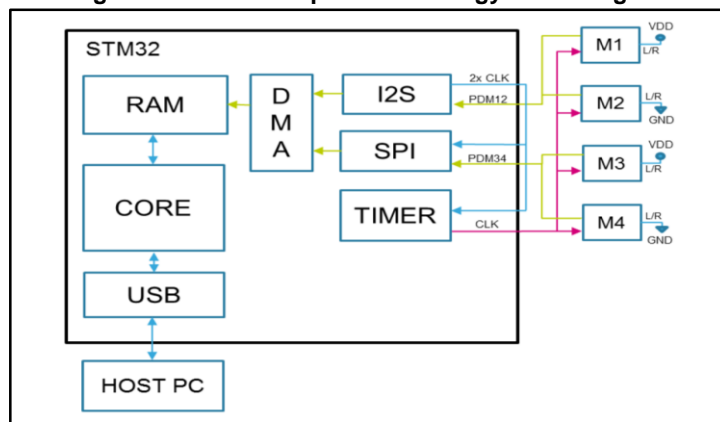 STM32
RAM
DMA
I2S
2x CLK
PDM12
SPI
PDM34
CORE
TIMER
CLK
USB
HOST PC
M1
VDD
L/R
M2
L/R
GND
VDD
M3
L/R
M4
L/R
GND